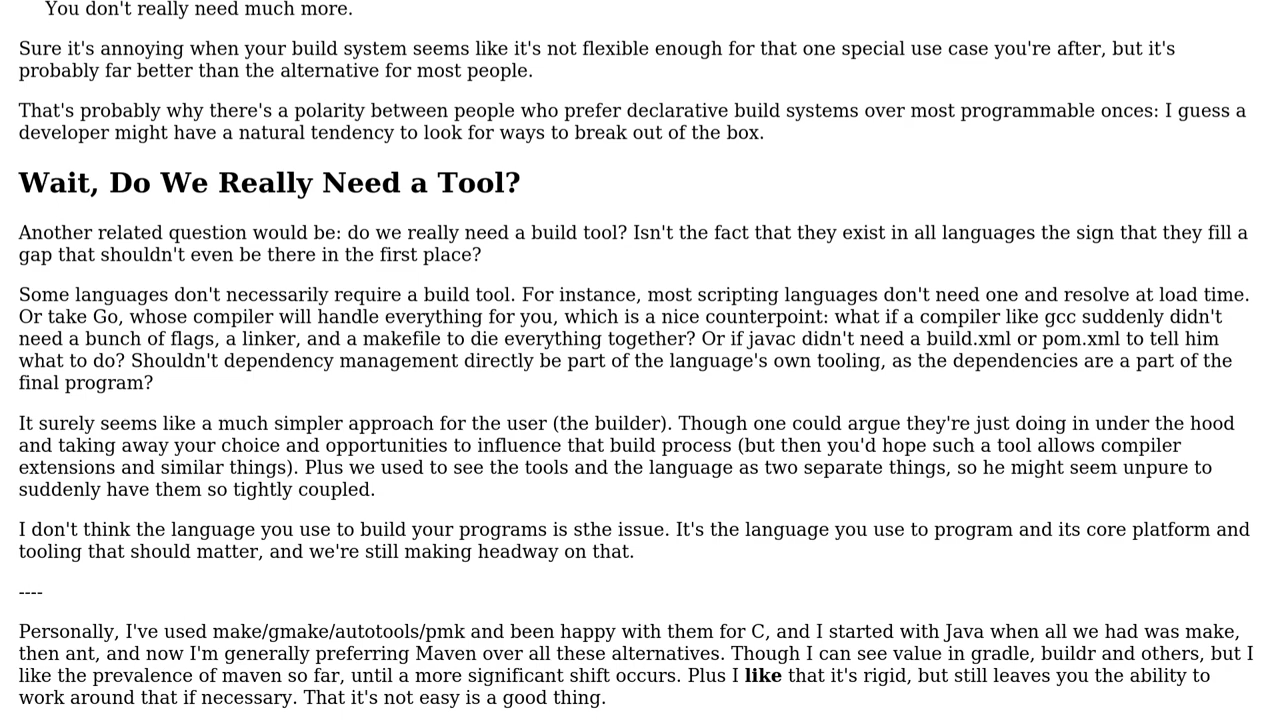 You don't really need much more.
Sure it's annoying when your build system seems like it's not flexible enough for that one special use case you're after, but it's
probably far better than the alternative for most people.
That's probably why there's a polarity between people who prefer declarative build systems over most programmable onces: I guess a
developer might have a natural tendency to look for ways to break out of the box.
Wait, Do We Really Need a Tool?
Another related question would be: do we really need a build tool? Isn't the fact that they exist in all languages the sign that they fill a
gap that shouldn't even be there in the first place?
Some languages don't necessarily require a build tool. For instance, most scripting languages don't need one and resolve at load time.
Or take Go, whose compiler will handle everything for you, which is a nice counterpoint: what if a compiler like gcc suddenly didn't
need a bunch of flags, a linker, and a makefile to die everything together? Or if javac didn't need a build.xml or pom.xml to tell him
what to do? Shouldn't dependency management directly be part of the language's own tooling, as the dependencies are a part of the
final program?
It surely seems like a much simpler approach for the user (the builder). Though one could argue they're just doing in under the hood
and taking away your choice and opportunities to influence that build process (but then you'd hope such a tool allows compiler
extensions and similar things). Plus we used to see the tools and the language as two separate things, so he might seem unpure to
suddenly have them so tightly coupled.
I don't think the language you use to build your programs is sthe issue. It's the language you use to program and its core platform and
tooling that should matter, and we're still making headway on that.
----
Personally, I've used make/gmake/autotools/pmk and been happy with them for C, and I started with Java when all we had was make,
then ant, and now I'm generally preferring Maven over all these alternatives. Though I can see value in gradle, buildr and others, but I
like the prevalence of maven so far, until a more significant shift occurs. Plus I like that it's rigid, but still leaves you the ability to
work around that if necessary. That it's not easy is a good thing.